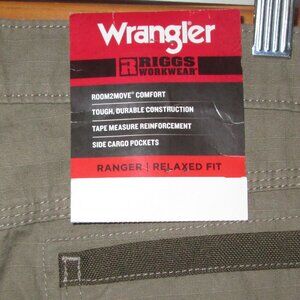 Wrangler
RIGGS
WORKWEAR
ROOM2MOVE® COMFORT
TOUGH, DURABLE CONSTRUCTION
TAPE MEASURE REINFORCEMENT
SIDE CARGO POCKETS
RANGER | RELAXED FIT